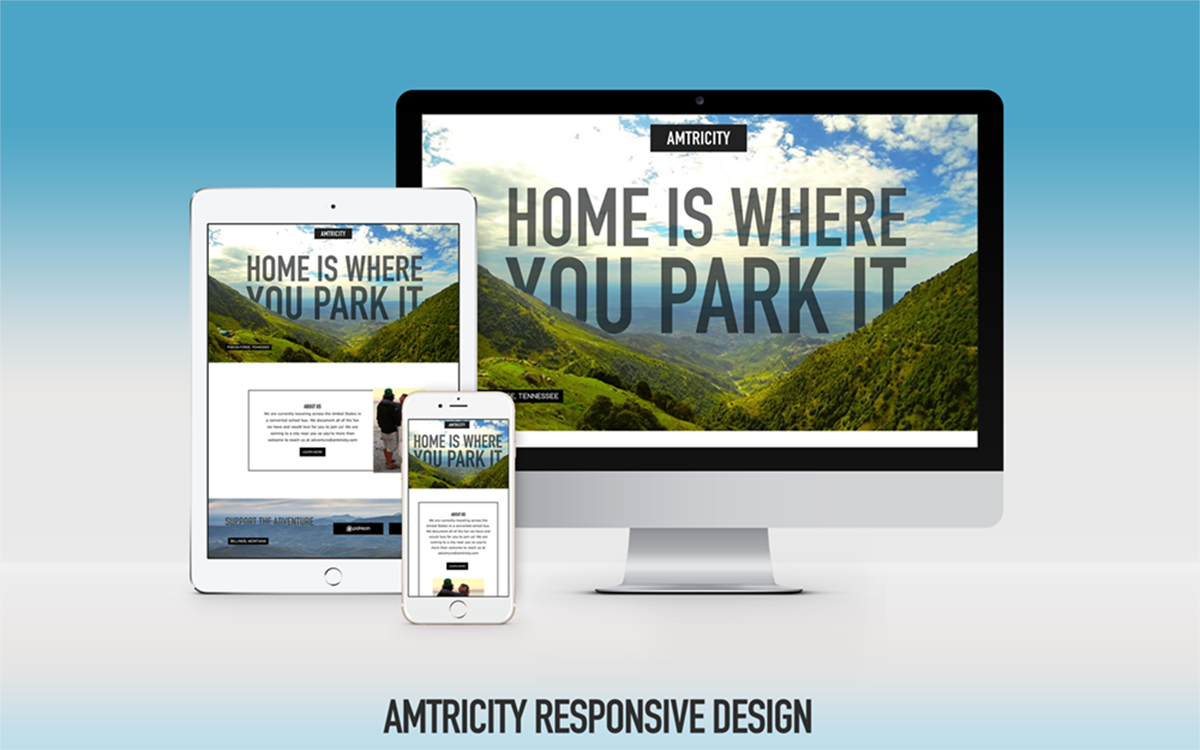 AMTRICITY
HOME IS WHERE
YOU PARK IT
E, TENNESSEE
AMTRICITY
HOME IS WHERE
YOU PARK IT
PIGEON FORGE, TENNESSEE
ABOUT US
We are currently traveling across the United States in
a converted school bus. We document all of the fun
we have and would love for you to join us! We are
coming to a city near you so you're more than
welcome to reach us at adventure@amtricity.com
LEARN MORE
SUPPORT THE ADVENTURE
patreon
BILLINGS, MONTANA
AMTRICITY
HOME IS WHERE
YOU PARK IT
ABOUT US
We are currently traveling across the
United States in a converted school bus.
We document all of the fun we have and
would love for you to join us! We are
coming to a city near you so you're
more than welcome to reach us at
adventure@amtricity.com
LEARN MORE
AMTRICITY RESPONSIVE DESIGN